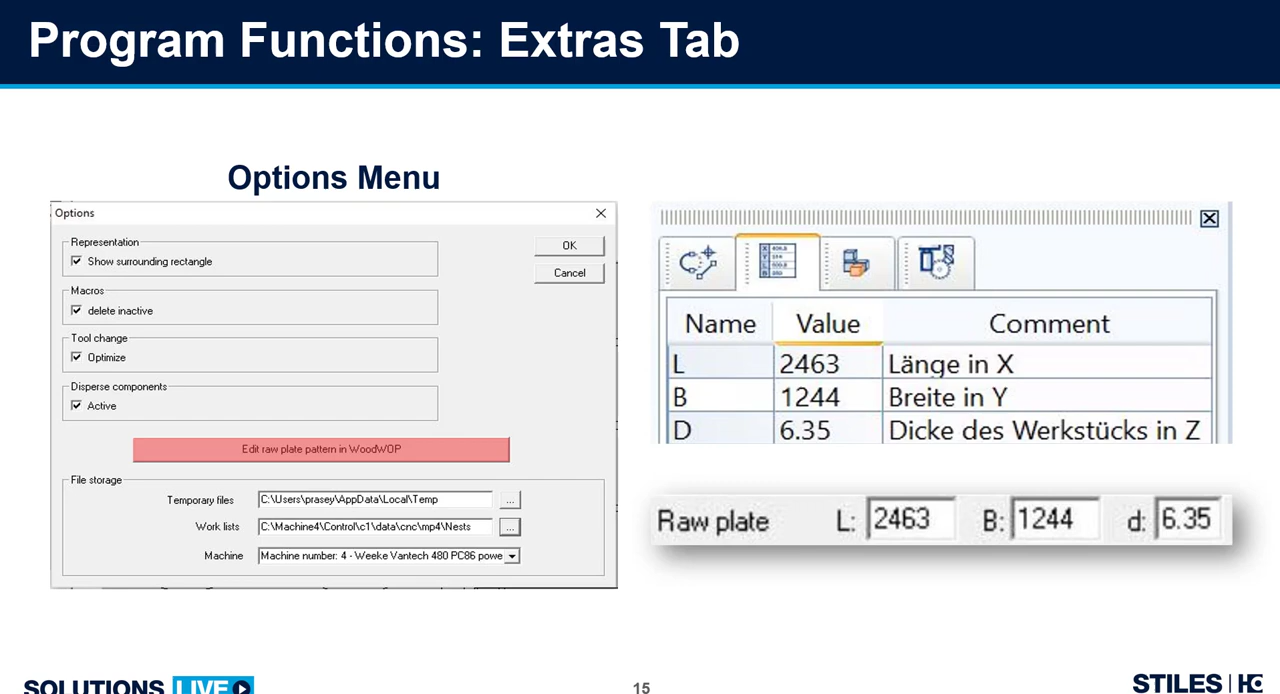 Program Functions: Extras Tab
Options Menu
Options
Representation
Show surrounding rectangle
OK
Cancel
Macros
delete inactive
Tool change
Optimize
Disperse components
Active
Edit raw plate pattern in WoodWOP
File storage
Temporary files C:\Users\prasey\AppData\Local\Temp ...
Work lists C:\Machine4\Control\c1\data\cnc\mp4\Nests ...
Machine Machine number: 4 - Weeke Vantech 480 PC86 powe
Name Value Comment
L 2463 Länge in X
B 1244 Breite in Y
D 6.35 Dicke des Werkstücks in Z
Raw plate L: 2463 B: 1244 d: 6.35
SOLUTIONS LIVE
15
STILES | HC